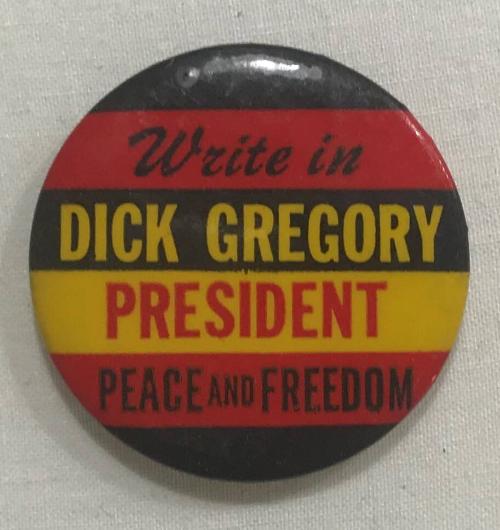 Write in
DICK GREGORY
PRESIDENT
PEACE AND FREEDOM